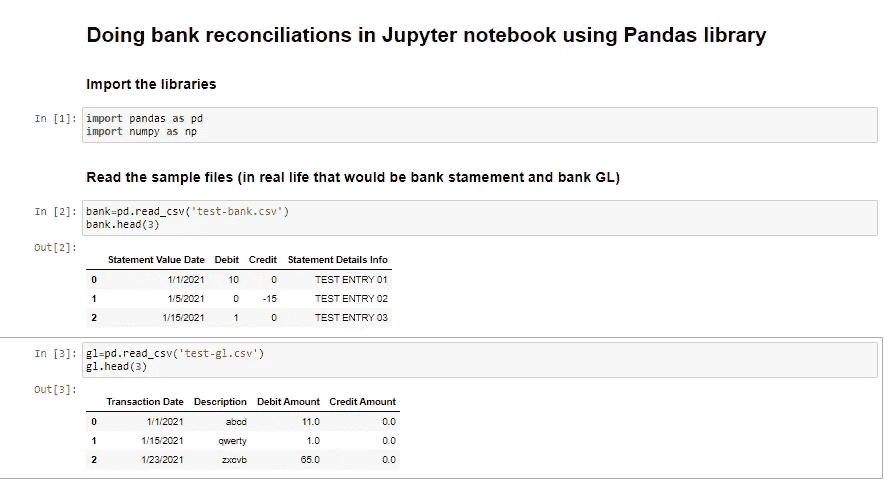 Doing bank reconciliations in Jupyter notebook using Pandas library
Import the libraries
In [1]: import pandas as pd
import numpy as np
Read the sample files (in real life that would be bank stamement and bank GL)
In [2]: bank=pd.read_csv('test-bank.csv')
bank.head(3)
Out[2]:
Statement Value Date Debit Credit Statement Details Info
0 1/1/2021 10 0 TEST ENTRY 01
1 1/5/2021 0 -15 TEST ENTRY 02
2 1/15/2021 1 0 TEST ENTRY 03
In [3]: gl=pd.read_csv('test-gl.csv')
gl.head(3)
Out[3]:
Transaction Date Description Debit Amount Credit Amount
0 1/1/2021 abcd 11.0 0.0
1 1/15/2021 qwerty 1.0 0.0
2 1/23/2021 zxcvb 65.0 0.0